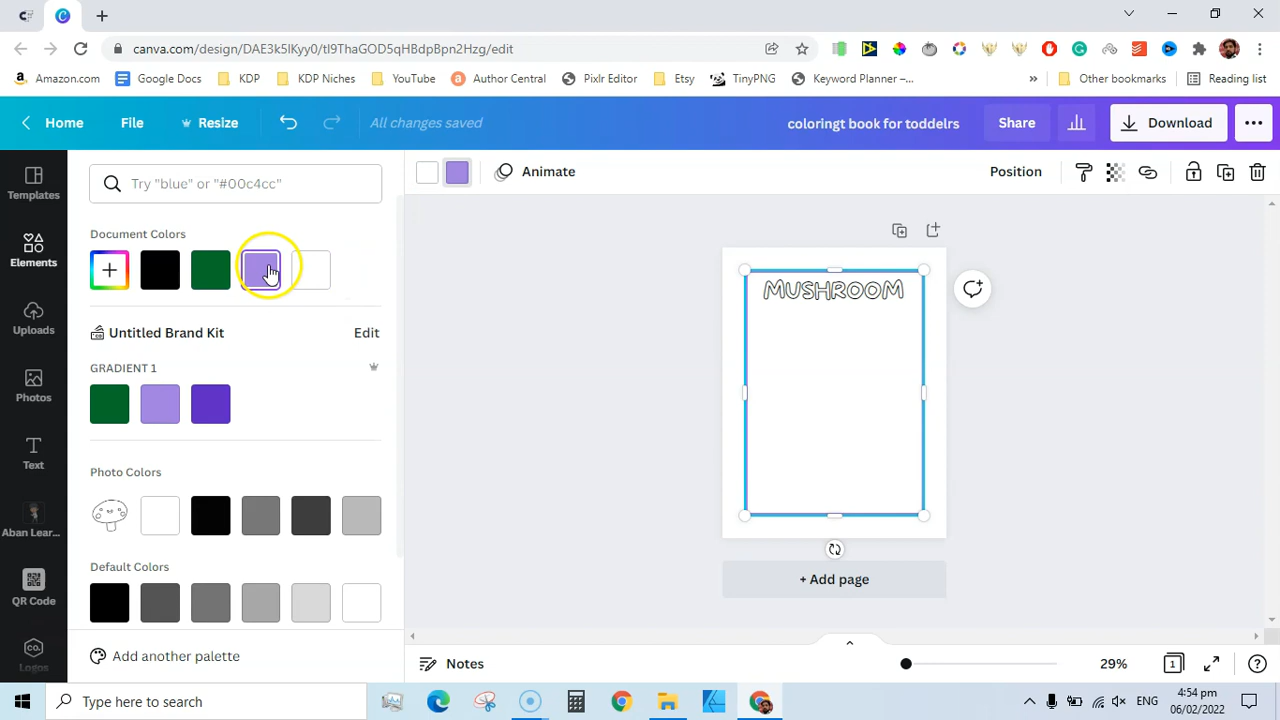 canva.com/design/DAE3k5lKyy0/tl9ThaGOD5qHBdpBpn2Hzg/edit
Amazon.com
Google Docs
KDP
KDP Niches
YouTube
Author Central
Pixlr Editor
Etsy
TinyPNG
Keyword Planner –...
»
Other bookmarks
Reading list
Home
File
Resize
All changes saved
coloringt book for toddelrs
Share
Download
Templates
Elements
Uploads
Photos
Text
Aban Lear...
QR Code
Logos
CO.
Try "blue" or "#00c4cc"
Document Colors
Untitled Brand Kit
Edit
GRADIENT 1
Photo Colors
Default Colors
Add another palette
Animate
Position
MUSHROOM
+ Add page
Notes
29%
1
Type here to search
ENG
4:54 pm
06/02/2022